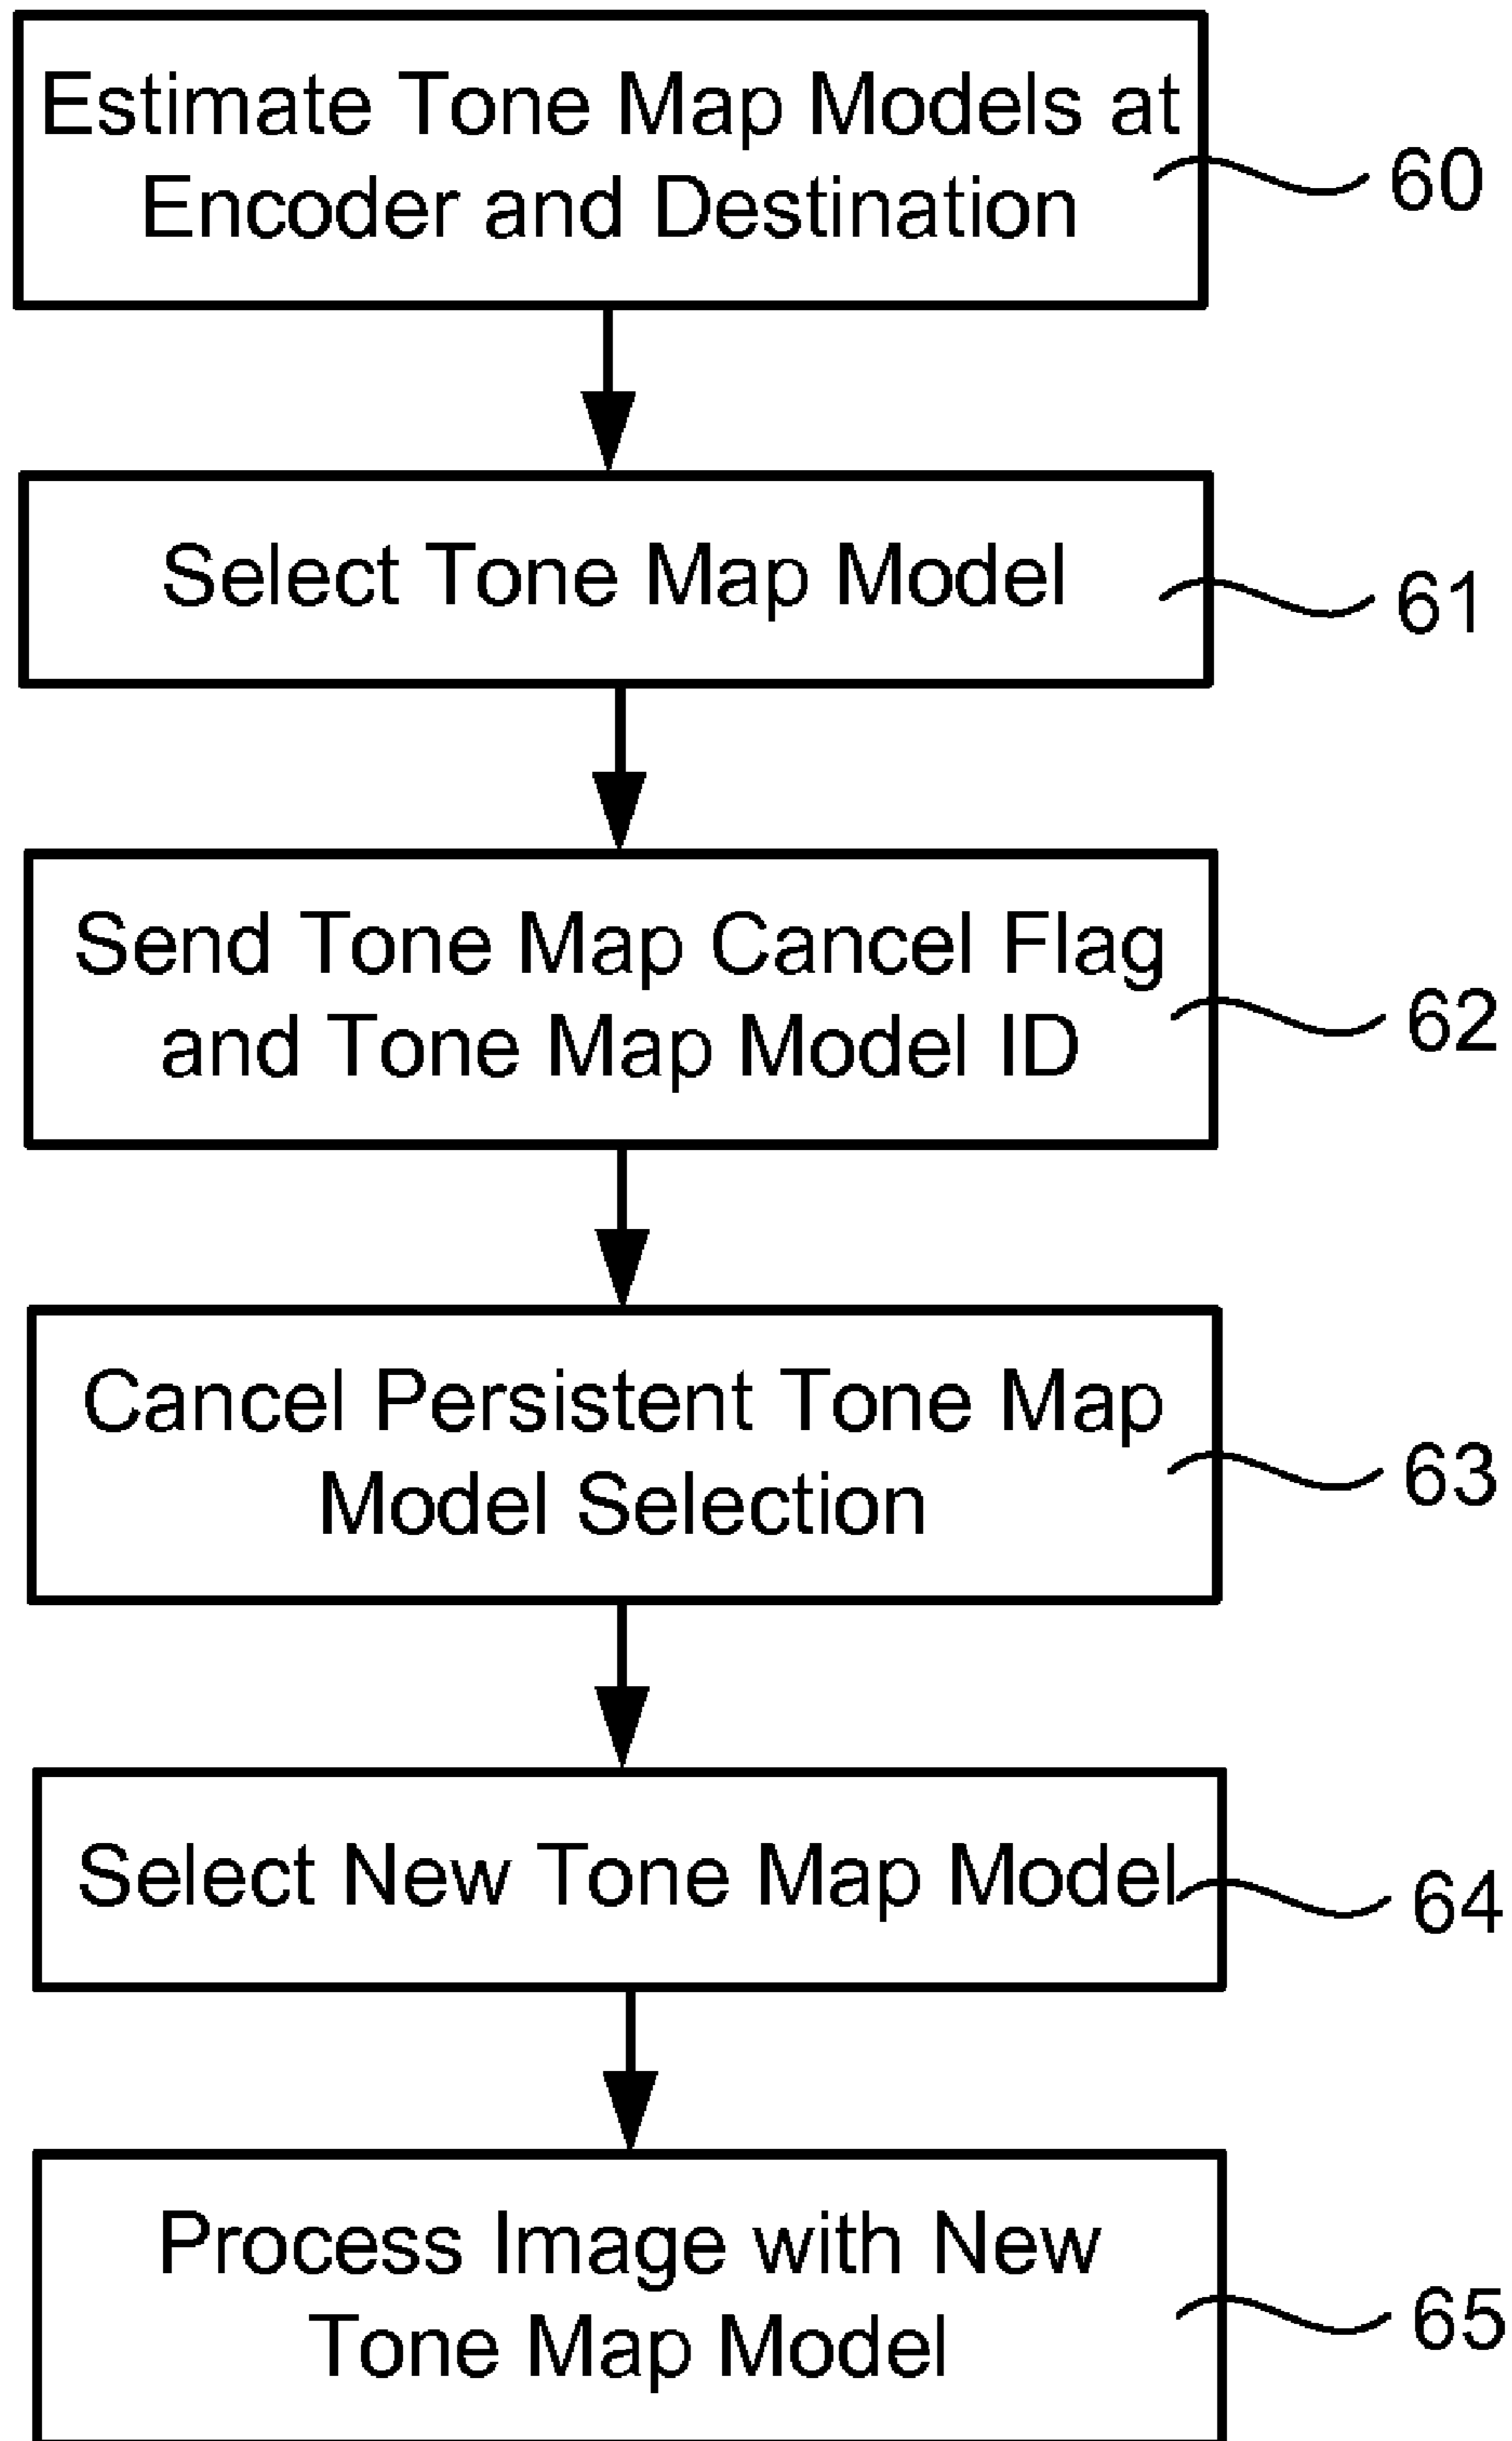 Estimate Tone Map Models at
Encoder and Destination
60
Select Tone Map Model
61
Send Tone Map Cancel Flag
and Tone Map Model ID
62
Cancel Persistent Tone Map
Model Selection
63
Select New Tone Map Model
64
Process Image with New
Tone Map Model
65